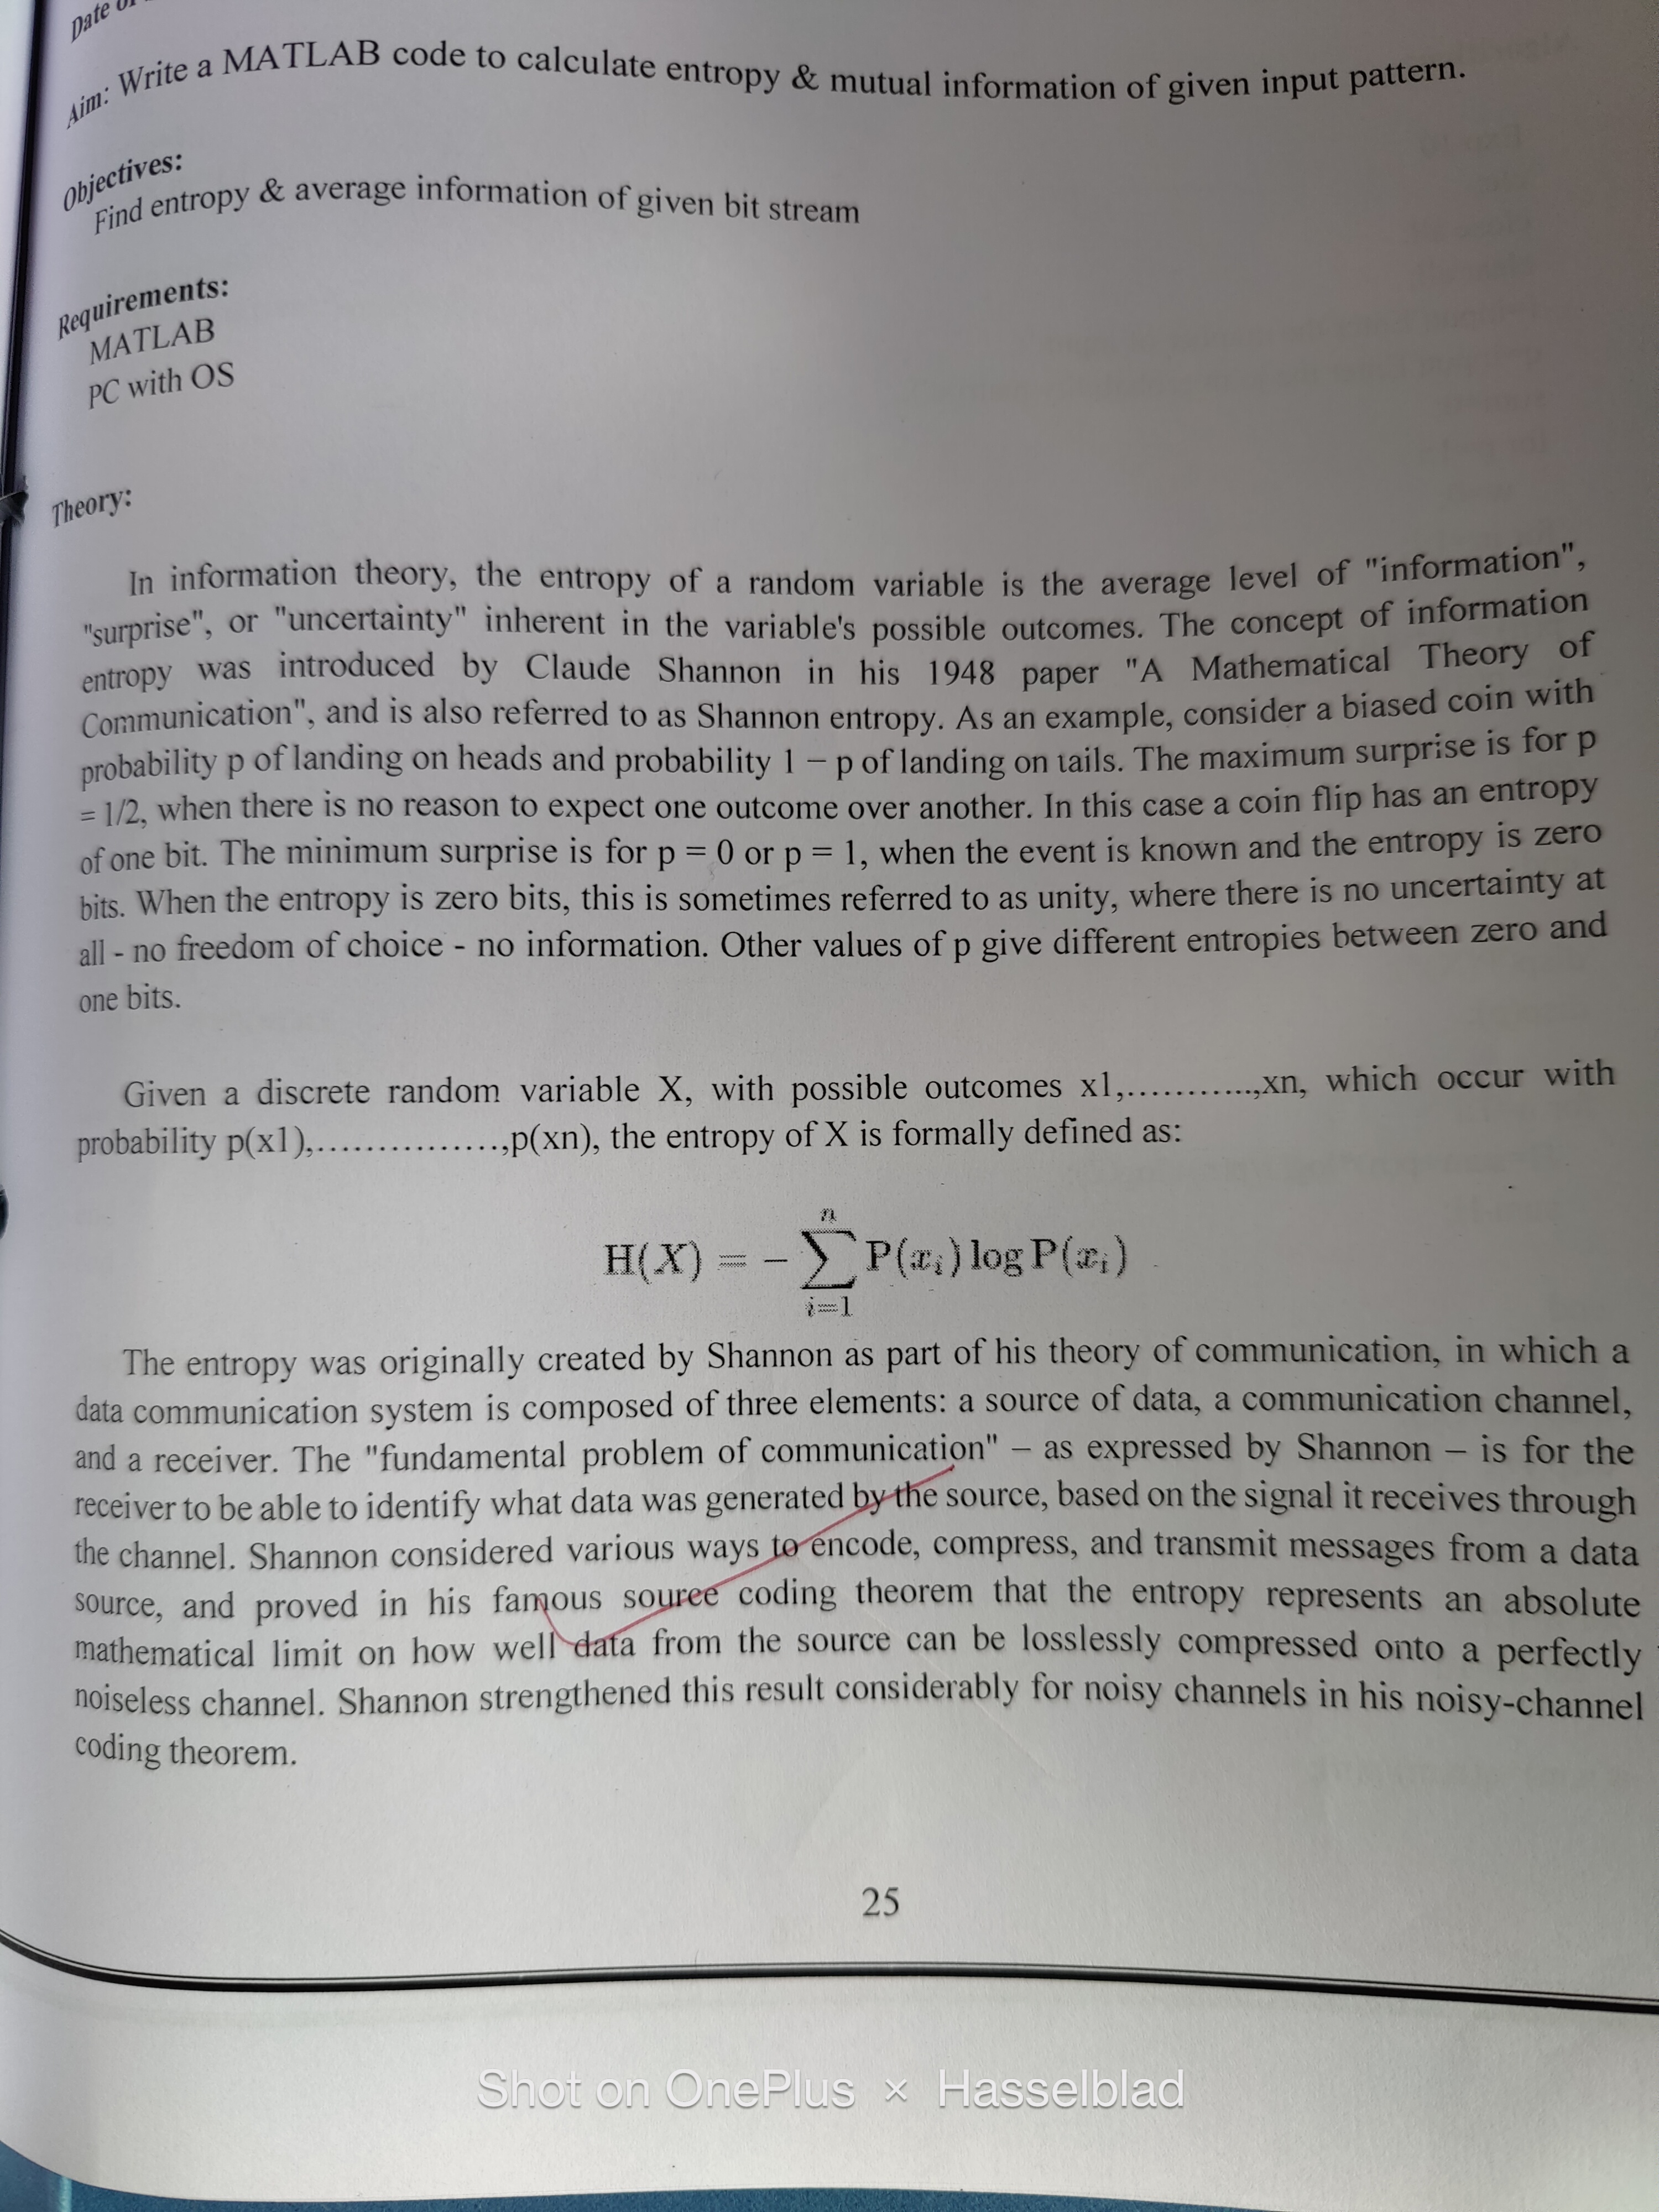 Date
Aim: Write a MATLAB code to calculate entropy & mutual information of given input pattern.
Objectives:
Find entropy & average information of given bit stream
Requirements:
MATLAB
PC with OS
Theory:
In information theory, the entropy of a random variable is the average level of "information",
"surprise", or "uncertainty" inherent in the variable's possible outcomes. The concept of information
entropy was introduced by Claude Shannon in his 1948 paper "A Mathematical Theory of
Communication", and is also referred to as Shannon entropy. As an example, consider a biased coin with
probability p of landing on heads and probability 1 − p of landing on tails. The maximum surprise is for p
= 1/2, when there is no reason to expect one outcome over another. In this case a coin flip has an entropy
of one bit. The minimum surprise is for p = 0 or p = 1, when the event is known and the entropy is zero
bits. When the entropy is zero bits, this is sometimes referred to as unity, where there is no uncertainty at
all - no freedom of choice - no information. Other values of p give different entropies between zero and
one bits.
Given a discrete random variable X, with possible outcomes x1,...........,xn, which occur with
probability p(x1),................,p(xn), the entropy of X is formally defined as:
H(X) = − ∑_{i=1}^{n} P(x_i) log P(x_i)
The entropy was originally created by Shannon as part of his theory of communication, in which a
data communication system is composed of three elements: a source of data, a communication channel,
and a receiver. The "fundamental problem of communication" – as expressed by Shannon – is for the
receiver to be able to identify what data was generated by the source, based on the signal it receives through
the channel. Shannon considered various ways to encode, compress, and transmit messages from a data
source, and proved in his famous source coding theorem that the entropy represents an absolute
mathematical limit on how well data from the source can be losslessly compressed onto a perfectly
noiseless channel. Shannon strengthened this result considerably for noisy channels in his noisy-channel
coding theorem.
25
Shot on OnePlus × Hasselblad